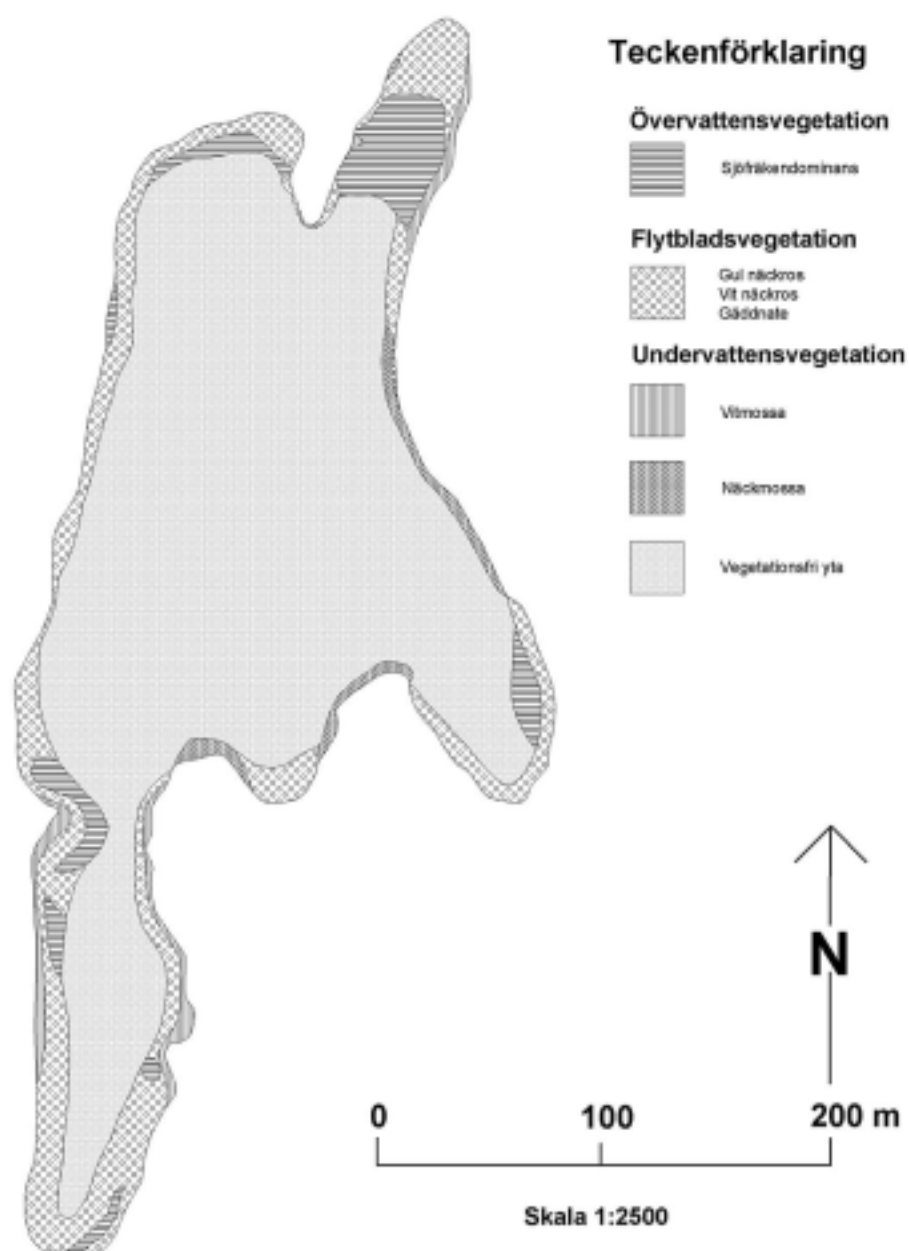 Teckenförklaring
Övervattensvegetation
Sjöfräkendominans
Flytbladsvegetation
Gul näckros
Vit näckros
Gäddnate
Undervattensvegetation
Vitmossa
Näckmossa
Vegetationsfri yta
N
0 100 200 m
Skala 1:2500